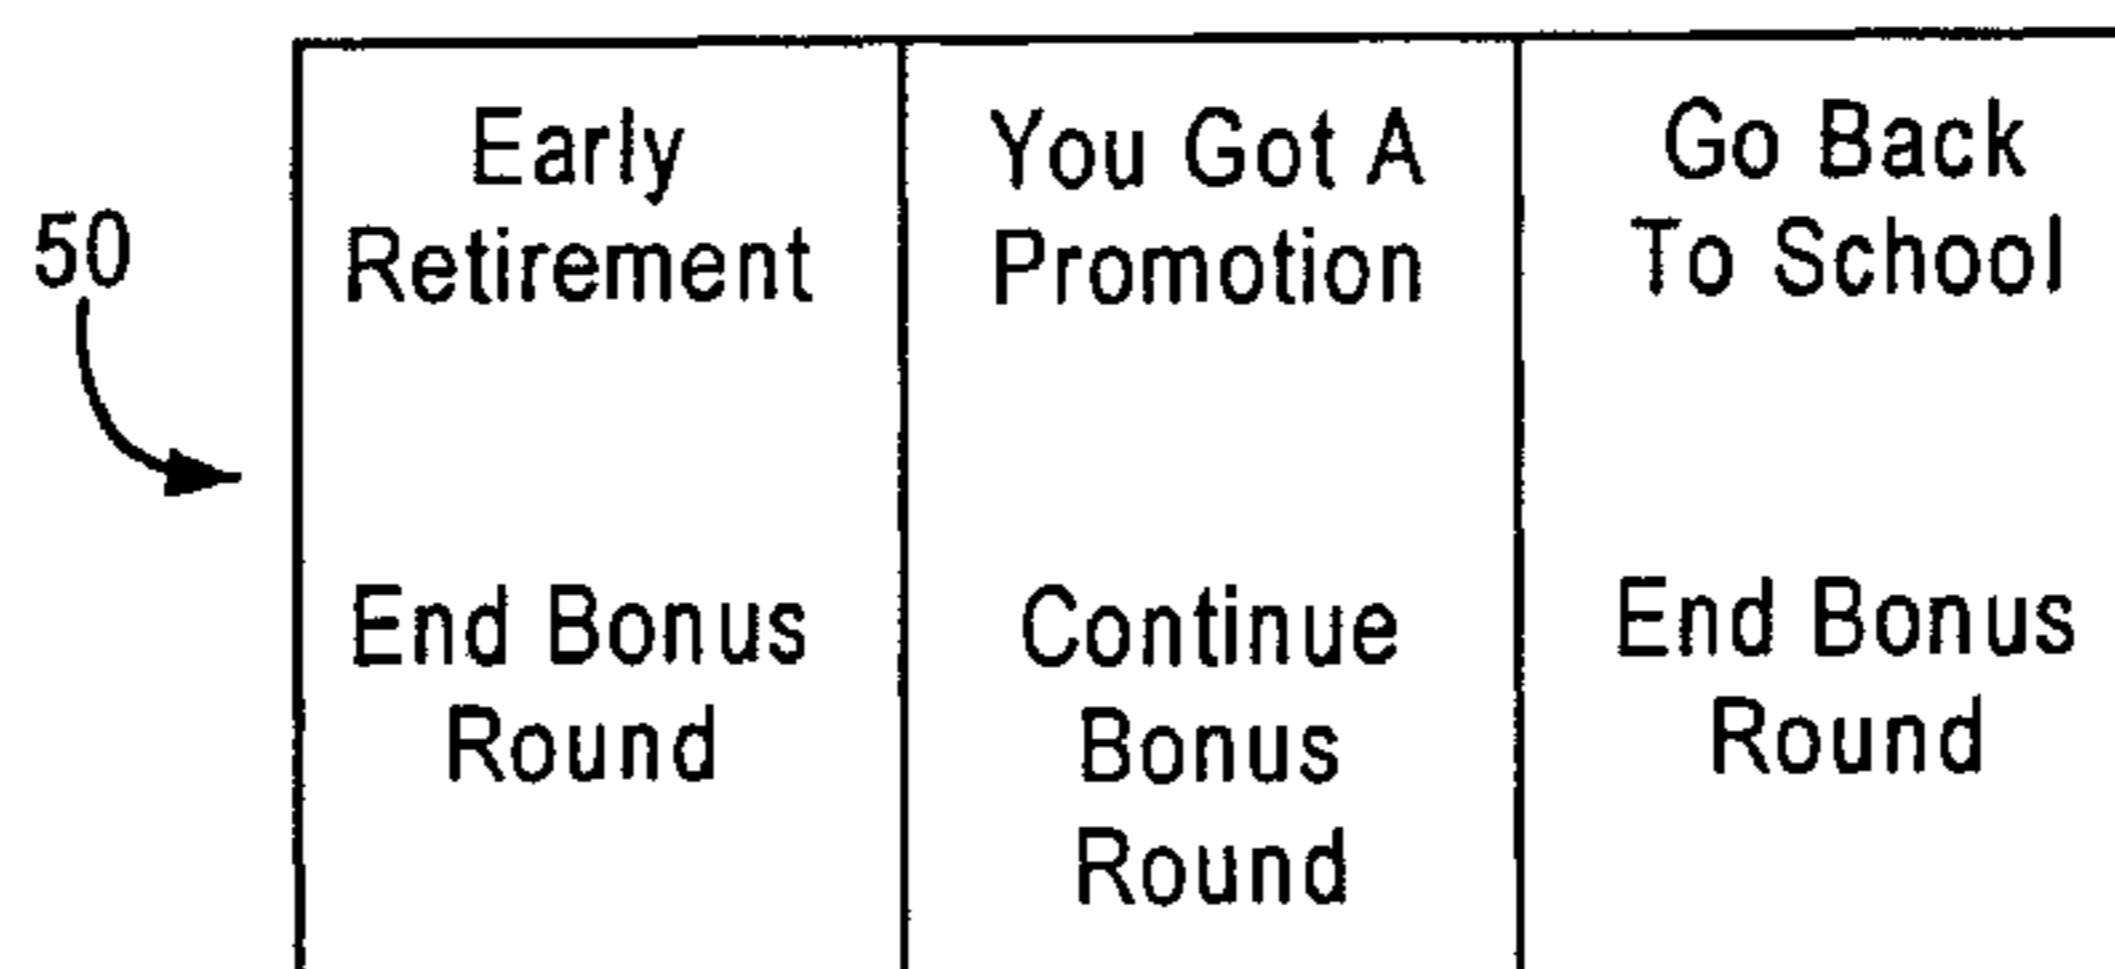 50
Early
Retirement
End Bonus
Round
You Got A
Promotion
Continue
Bonus
Round
Go Back
To School
End Bonus
Round